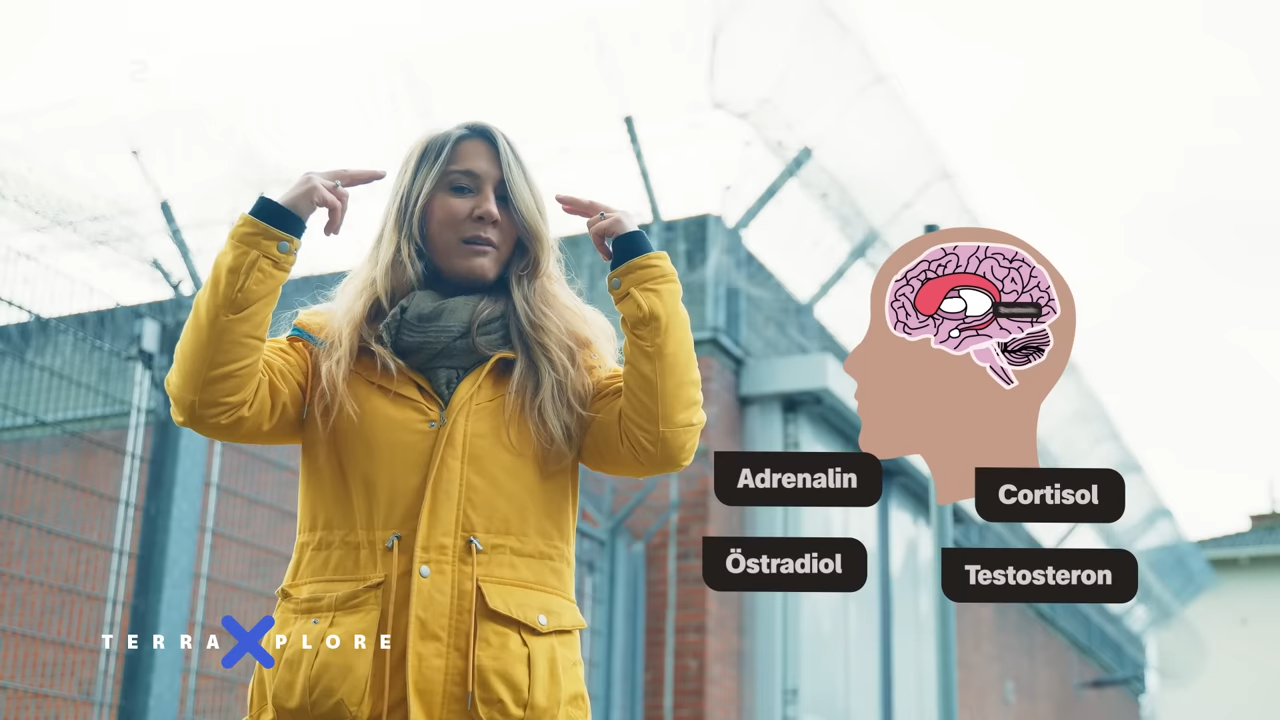 Adrenalin
Cortisol
Östradiol
Testosteron
TERRA X PLORE